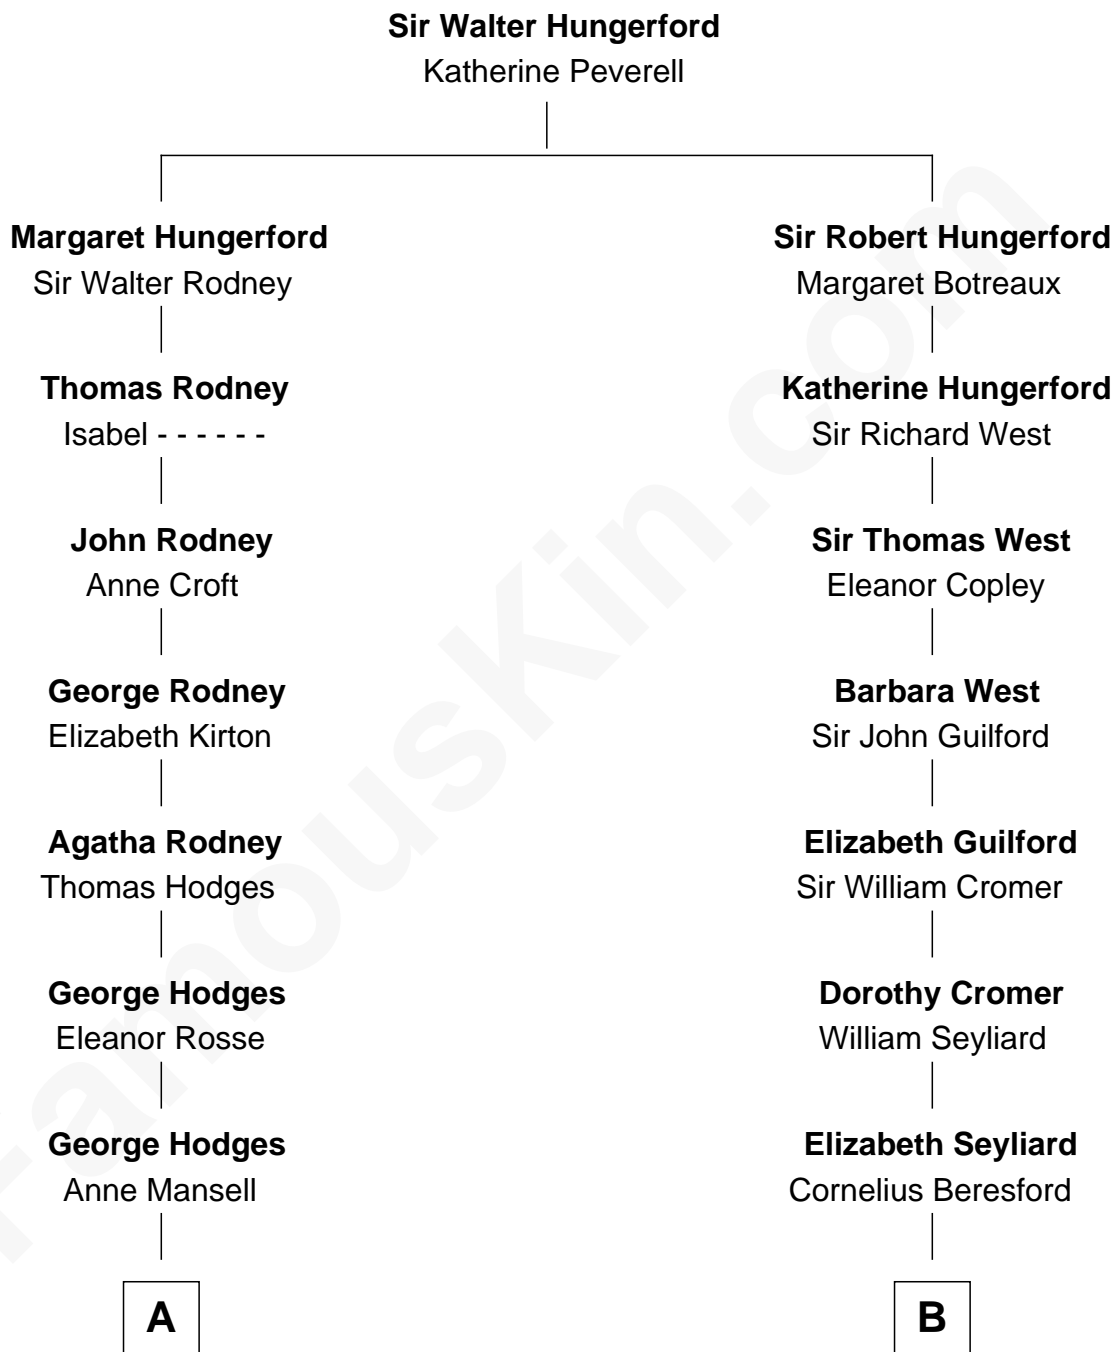 Sir Walter Hungerford
Katherine Peverell
Margaret Hungerford
Sir Walter Rodney
Sir Robert Hungerford
Margaret Botreaux
Thomas Rodney
Isabel - - - - - -
Katherine Hungerford
Sir Richard West
John Rodney
Anne Croft
Sir Thomas West
Eleanor Copley
George Rodney
Elizabeth Kirton
Barbara West
Sir John Guilford
Agatha Rodney
Thomas Hodges
Elizabeth Guilford
Sir William Cromer
George Hodges
Eleanor Rosse
Dorothy Cromer
William Seyliard
George Hodges
Anne Mansell
Elizabeth Seyliard
Cornelius Beresford
A
B
FamousKin.com